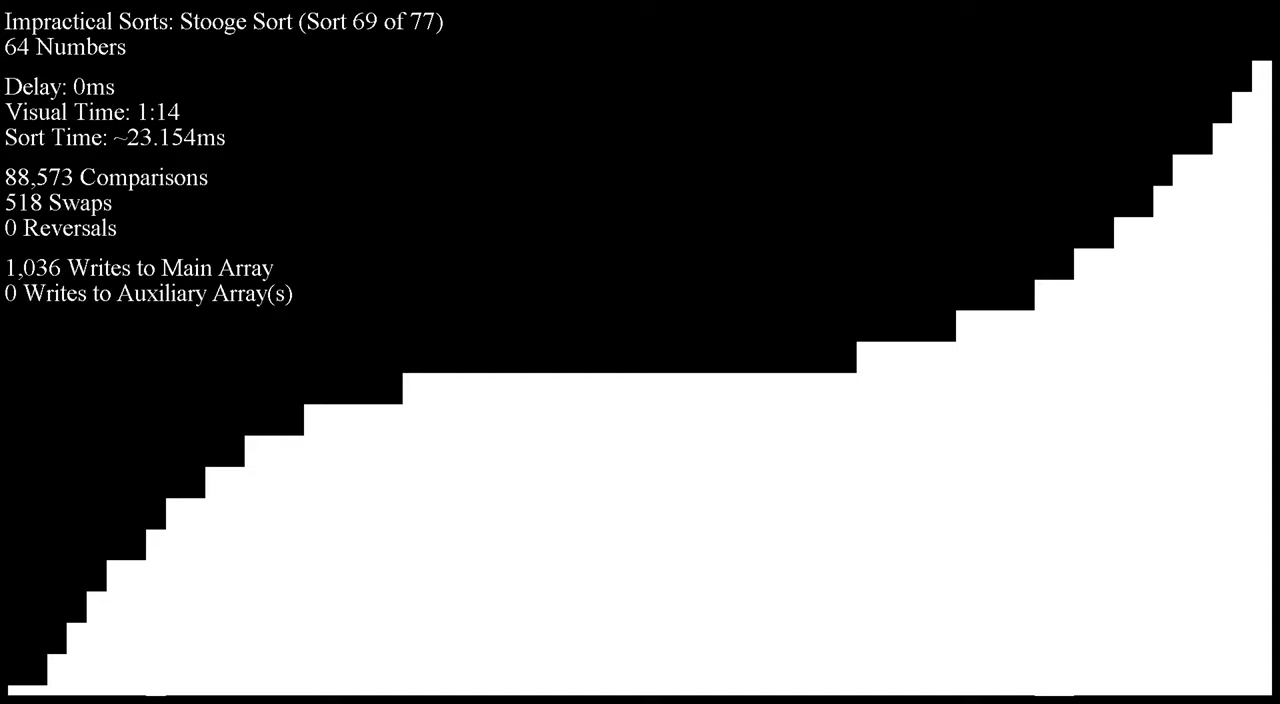 Impractical Sorts: Stooge Sort (Sort 69 of 77)
64 Numbers
Delay: 0ms
Visual Time: 1:14
Sort Time: ~23.154ms
88,573 Comparisons
518 Swaps
0 Reversals
1,036 Writes to Main Array
0 Writes to Auxiliary Array(s)